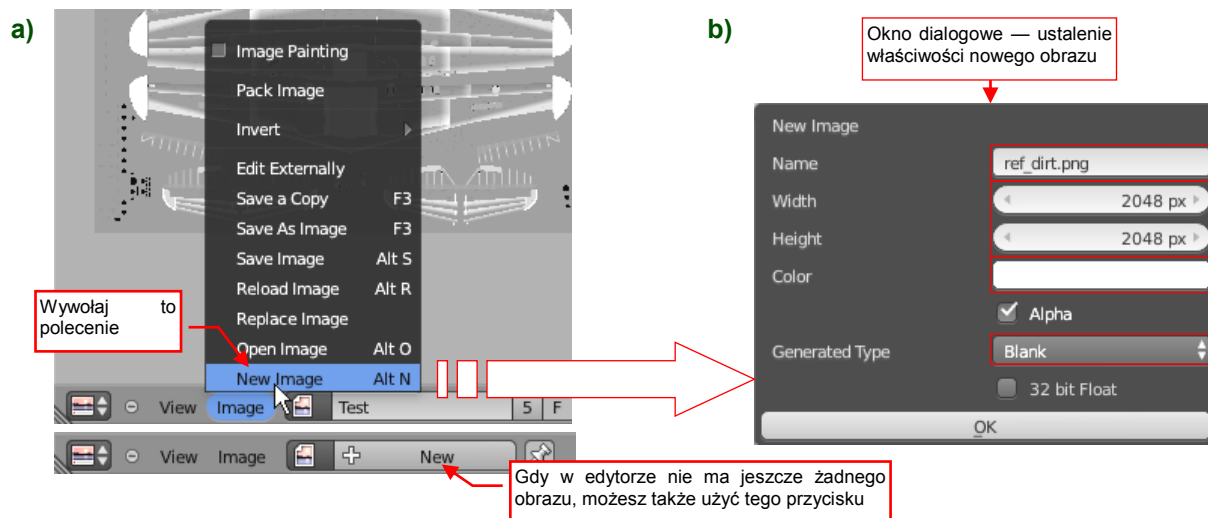 a)
Image Painting
Pack Image
Invert
Edit Externally
Save a Copy F3
Save As Image F3
Save Image Alt S
Reload Image Alt R
Replace Image
Open Image Alt O
New Image Alt N
Wywołaj to
polecenie
View Image Test 5 F
View Image New
Gdy w edytorze nie ma jeszcze żadnego
obrazu, możesz także użyć tego przycisku
b)
Okno dialogowe — ustalenie
właściwości nowego obrazu
New Image
Name ref_dirt.png
Width 2048 px
Height 2048 px
Color
Alpha
Generated Type Blank
32 bit Float
OK